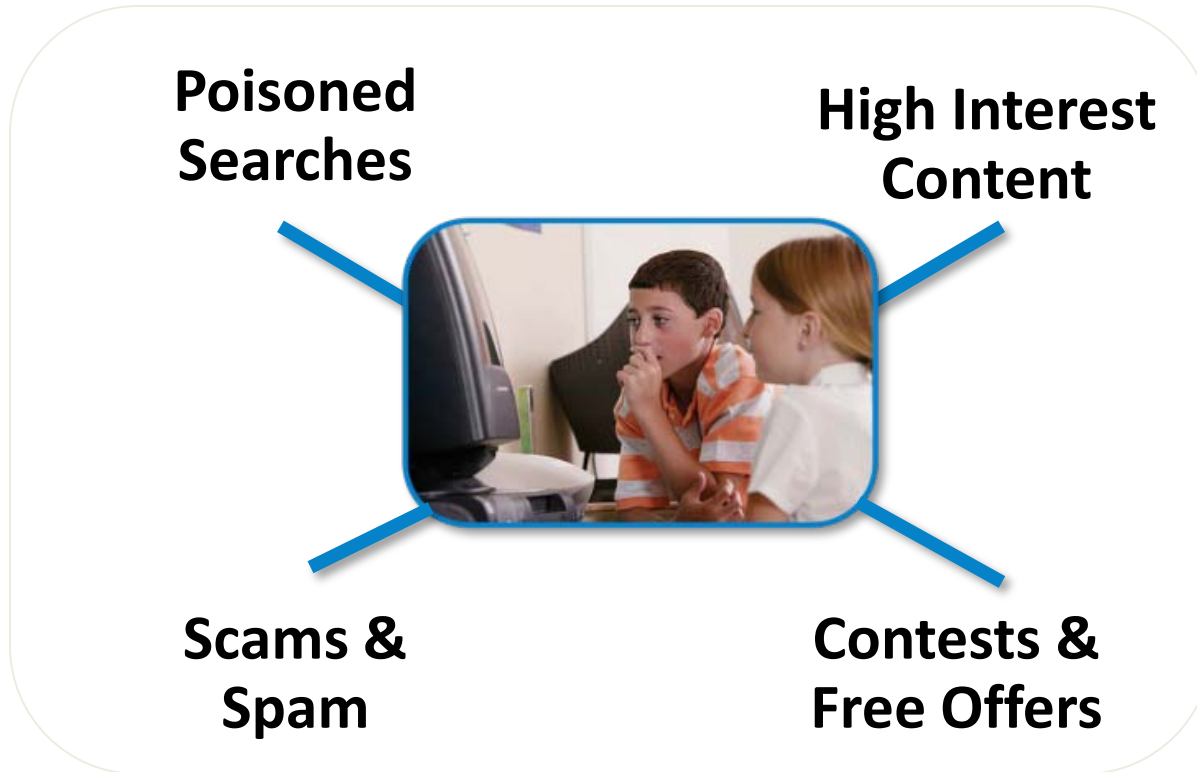 Poisoned
Searches
High Interest
Content
Scams &
Spam
Contests &
Free Offers